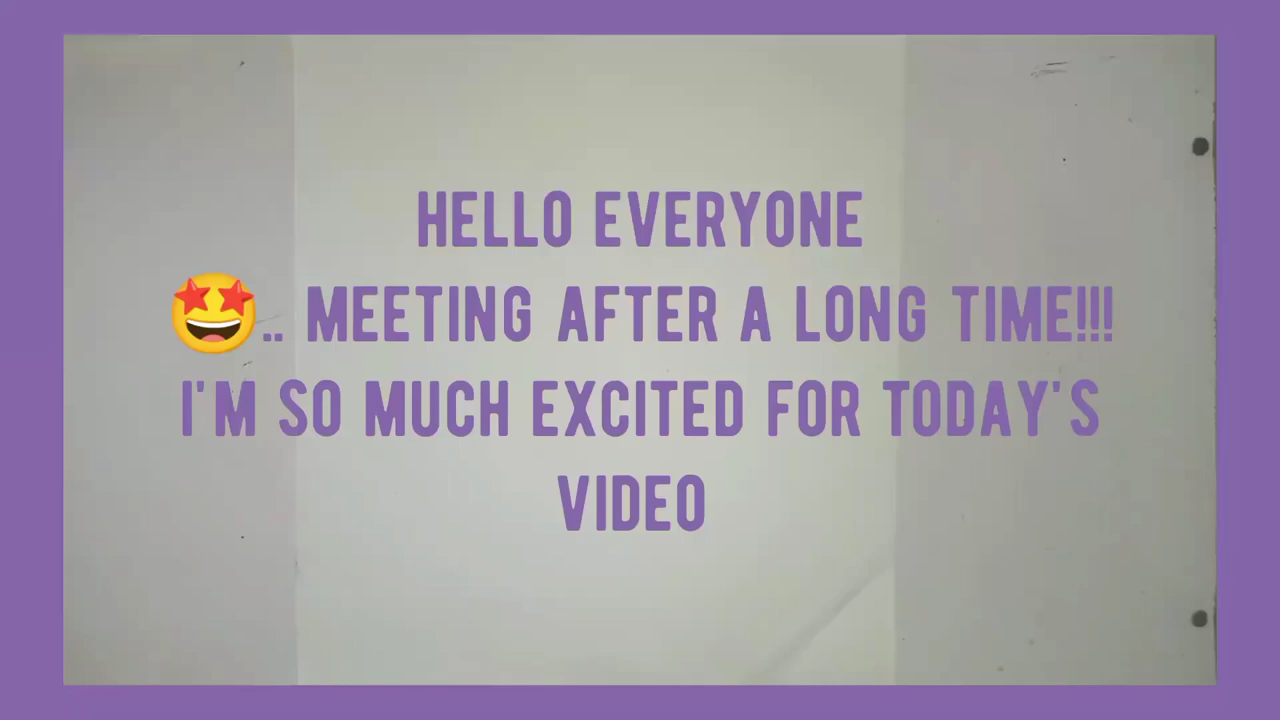 HELLO EVERYONE
🤩.. MEETING AFTER A LONG TIME!!!
I'M SO MUCH EXCITED FOR TODAY'S
VIDEO